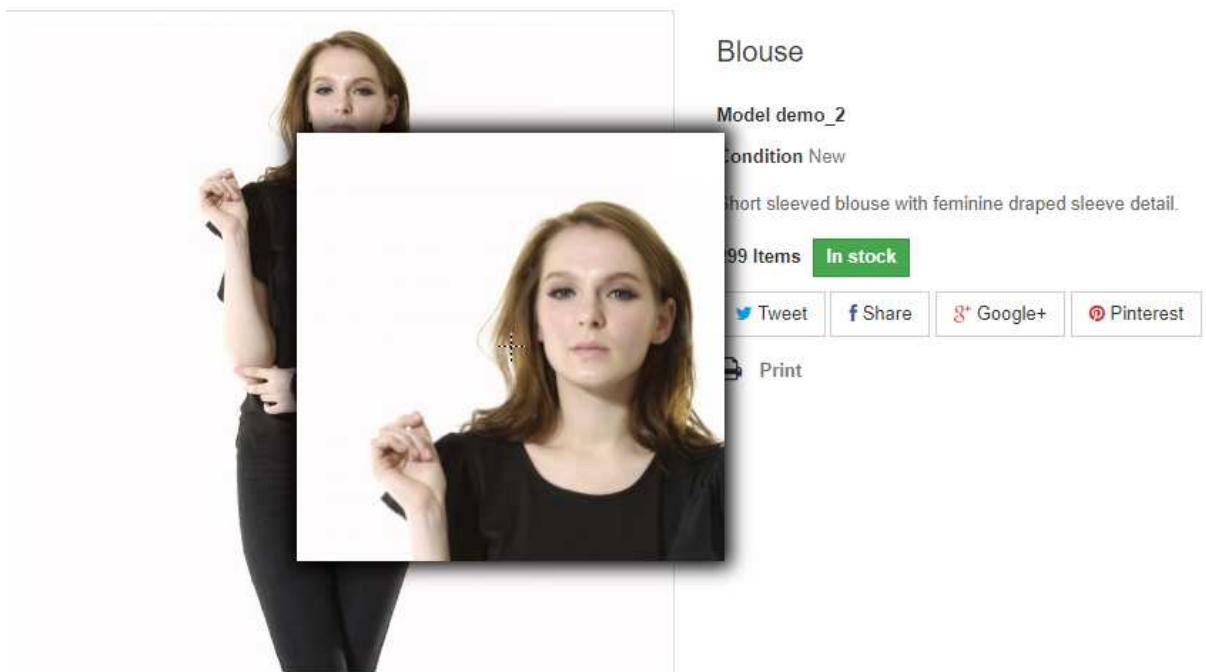 Blouse
Model demo_2
Condition New
Short sleeved blouse with feminine draped sleeve detail.
99 Items In stock
Tweet Share Google+ Pinterest
Print